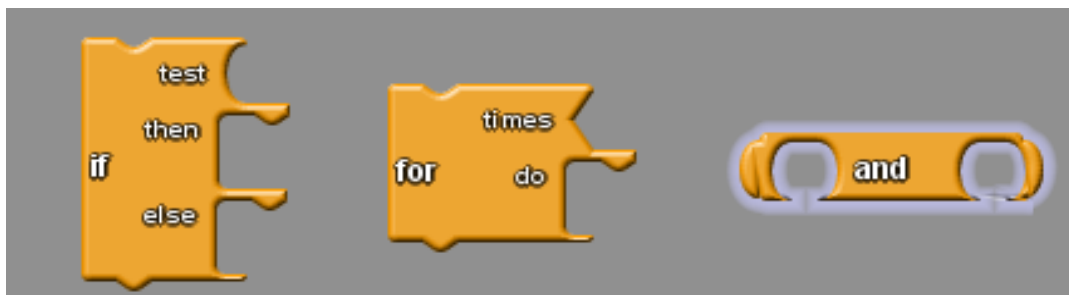 test
then
if
else
times
for
do
and